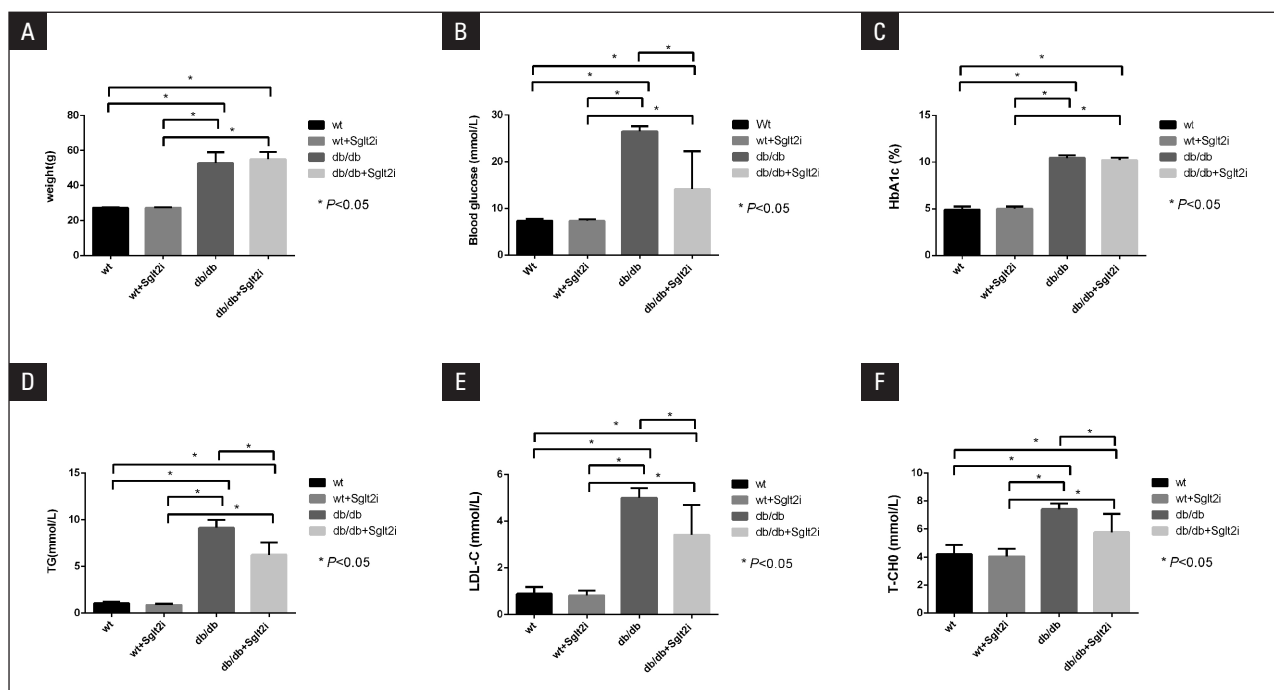 A
*
*
*
*
weight(g)
80
60
40
20
0
wt
wt+Sglt2i
db/db
db/db+Sglt2i
wt
wt+Sglt2i
db/db
db/db+Sglt2i
* P<0.05
B
*
*
*
*
*
Blood glucose (mmol/L)
30
20
10
0
Wt
wt+Sglt2i
db/db
db/db+Sglt2i
Wt
wt+Sglt2i
db/db
db/db+Sglt2i
* P<0.05
C
*
*
*
*
HbA1c (%)
15
10
5
0
wt
wt+Sglt2i
db/db
db/db+Sglt2i
wt
wt+Sglt2i
db/db
db/db+Sglt2i
* P<0.05
D
*
*
*
*
*
TG(mmol/L)
15
10
5
0
wt
wt+Sglt2i
db/db
db/db+Sglt2i
wt
wt+Sglt2i
db/db
db/db+Sglt2i
* P<0.05
E
*
*
*
*
*
LDL-C (mmol/L)
6
4
2
0
wt
wt+Sglt2i
db/db
db/db+Sglt2i
wt
wt+Sglt2i
db/db
db/db+Sglt2i
* P<0.05
F
*
*
*
*
*
T-CH0 (mmol/L)
10
8
6
4
2
0
wt
wt+Sglt2i
db/db
db/db+Sglt2i
wt
wt+Sglt2i
db/db
db/db+Sglt2i
* P<0.05